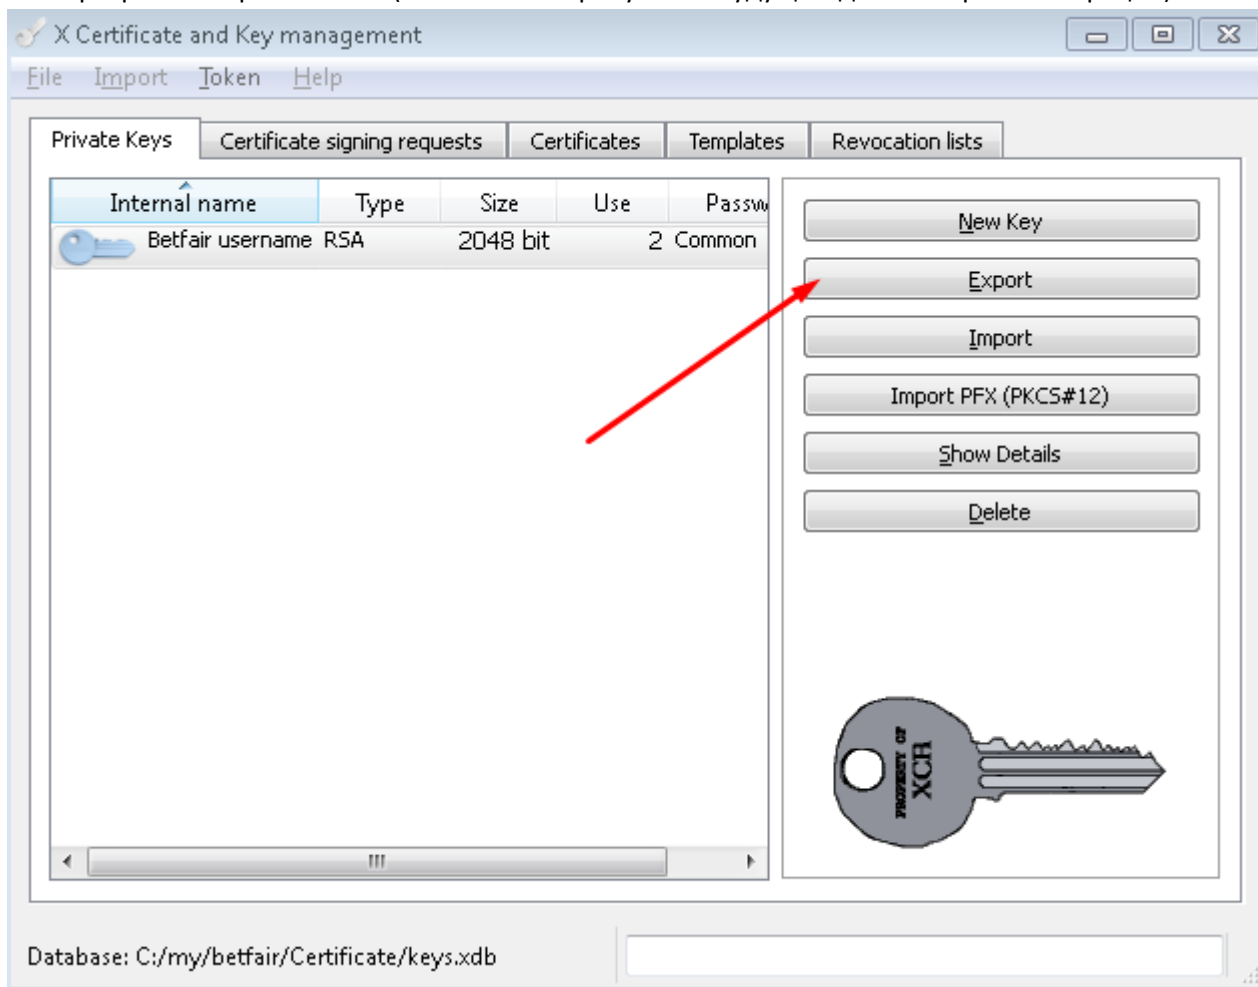 X Certificate and Key management
File Import Token Help
Private Keys Certificate signing requests Certificates Templates Revocation lists
Internal name Type Size Use Passw
Betfair username RSA 2048 bit 2 Common
New Key
Export
Import
Import PFX (PKCS#12)
Show Details
Delete
PROPERTY OF
XCA
Database: C:/my/betfair/Certificate/keys.xdb